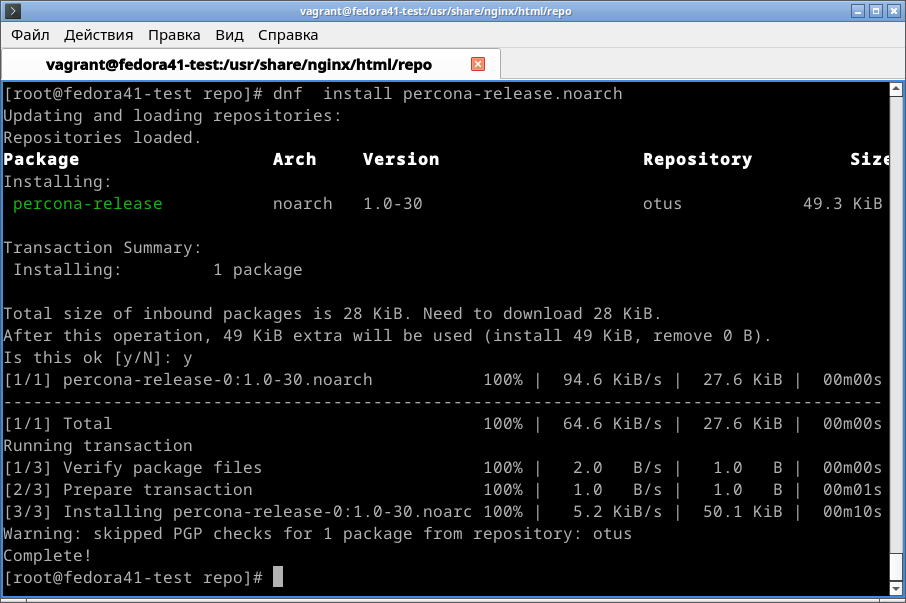 vagrant@fedora41-test:/usr/share/nginx/html/repo
Файл Действия Правка Вид Справка
vagrant@fedora41-test:/usr/share/nginx/html/repo
[root@fedora41-test repo]# dnf  install percona-release.noarch
Updating and loading repositories:
Repositories loaded.
Package Arch Version Repository Size
Installing:
percona-release noarch 1.0-30 otus 49.3 KiB
Transaction Summary:
Installing: 1 package
Total size of inbound packages is 28 KiB. Need to download 28 KiB.
After this operation, 49 KiB extra will be used (install 49 KiB, remove 0 B).
Is this ok [y/N]: y
[1/1] percona-release-0:1.0-30.noarch 100% | 94.6 KiB/s | 27.6 KiB | 00m00s
----------------------------------------------------------------------------------------
[1/1] Total 100% | 64.6 KiB/s | 27.6 KiB | 00m00s
Running transaction
[1/3] Verify package files 100% | 2.0 B/s | 1.0 B | 00m00s
[2/3] Prepare transaction 100% | 1.0 B/s | 1.0 B | 00m01s
[3/3] Installing percona-release-0:1.0-30.noarc 100% | 5.2 KiB/s | 50.1 KiB | 00m10s
Warning: skipped PGP checks for 1 package from repository: otus
Complete!
[root@fedora41-test repo]#